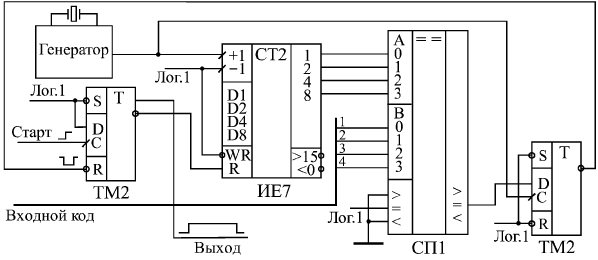 Генератор
Лог.1
S T
D
C
R
Старт
ТМ2
Входной код
Выход
+1 СТ2 1
−1 2
4
8
Лог.1
D1
D2
D4
D8
WR >15
R <0
ИЕ7
1
2
3
4
A ==
0
1
2
3
B
0
1
2
3
> >
= =
< <
Лог.1
СП1
S T
D
C
R
Лог.1
ТМ2